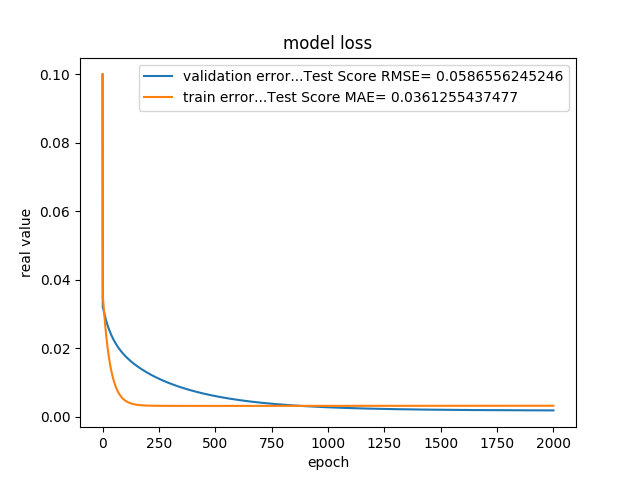 model loss
validation error...Test Score RMSE= 0.0586556245246
train error...Test Score MAE= 0.0361255437477
0.10
0.08
0.06
0.04
0.02
0.00
real value
0 250 500 750 1000 1250 1500 1750 2000
epoch